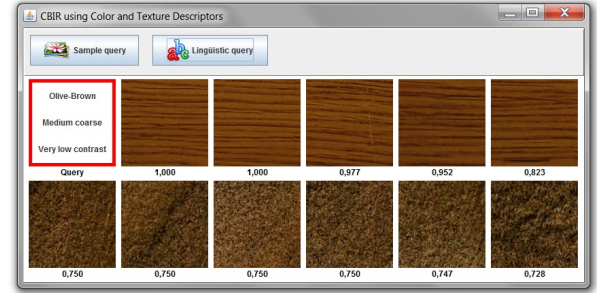 CBIR using Color and Texture Descriptors
Sample query
abc
Lingüistic query
Olive-Brown
Medium coarse
Very low contrast
Query 1,000 1,000 0,977 0,952 0,823
0,750 0,750 0,750 0,750 0,747 0,728